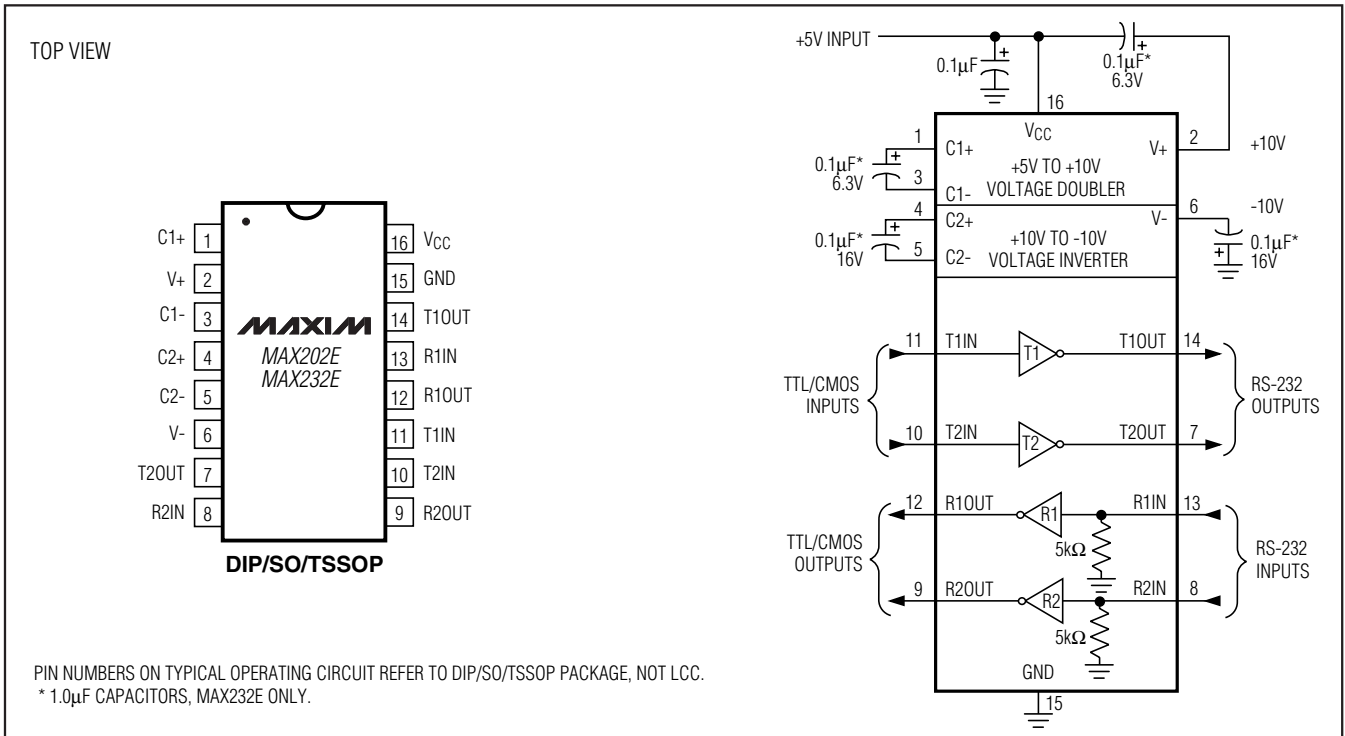 TOP VIEW
C1+ 1
V+ 2
C1- 3
C2+ 4
C2- 5
V- 6
T2OUT 7
R2IN 8
16 VCC
15 GND
14 T1OUT
13 R1IN
12 R1OUT
11 T1IN
10 T2IN
9 R2OUT
MAXIM
MAX202E
MAX232E
DIP/SO/TSSOP
+5V INPUT
0.1μF
+
0.1μF*
6.3V
+
16
VCC
1
C1+
0.1μF*
6.3V
+
3
C1-
+5V TO +10V
VOLTAGE DOUBLER
V+
2
+10V
4
C2+
0.1μF*
16V
+
5
C2-
+10V TO -10V
VOLTAGE INVERTER
V-
6
-10V
0.1μF*
16V
+
TTL/CMOS
INPUTS
11 T1IN T1 T1OUT 14
10 T2IN T2 T2OUT 7
RS-232
OUTPUTS
TTL/CMOS
OUTPUTS
12 R1OUT R1 R1IN 13
5kΩ
9 R2OUT R2 R2IN 8
5kΩ
RS-232
INPUTS
GND
15
PIN NUMBERS ON TYPICAL OPERATING CIRCUIT REFER TO DIP/SO/TSSOP PACKAGE, NOT LCC.
* 1.0μF CAPACITORS, MAX232E ONLY.